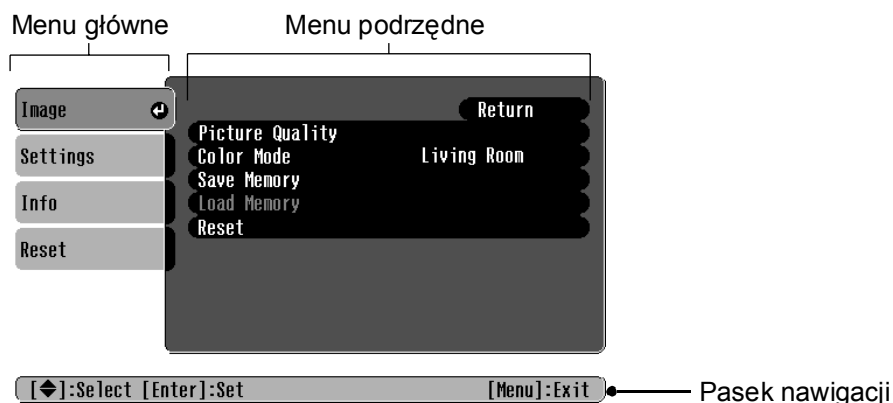 Menu główne
Menu podrzędne
Image
Settings
Info
Reset
Return
Picture Quality
Color Mode Living Room
Save Memory
Load Memory
Reset
[◆]:Select [Enter]:Set [Menu]:Exit
Pasek nawigacji